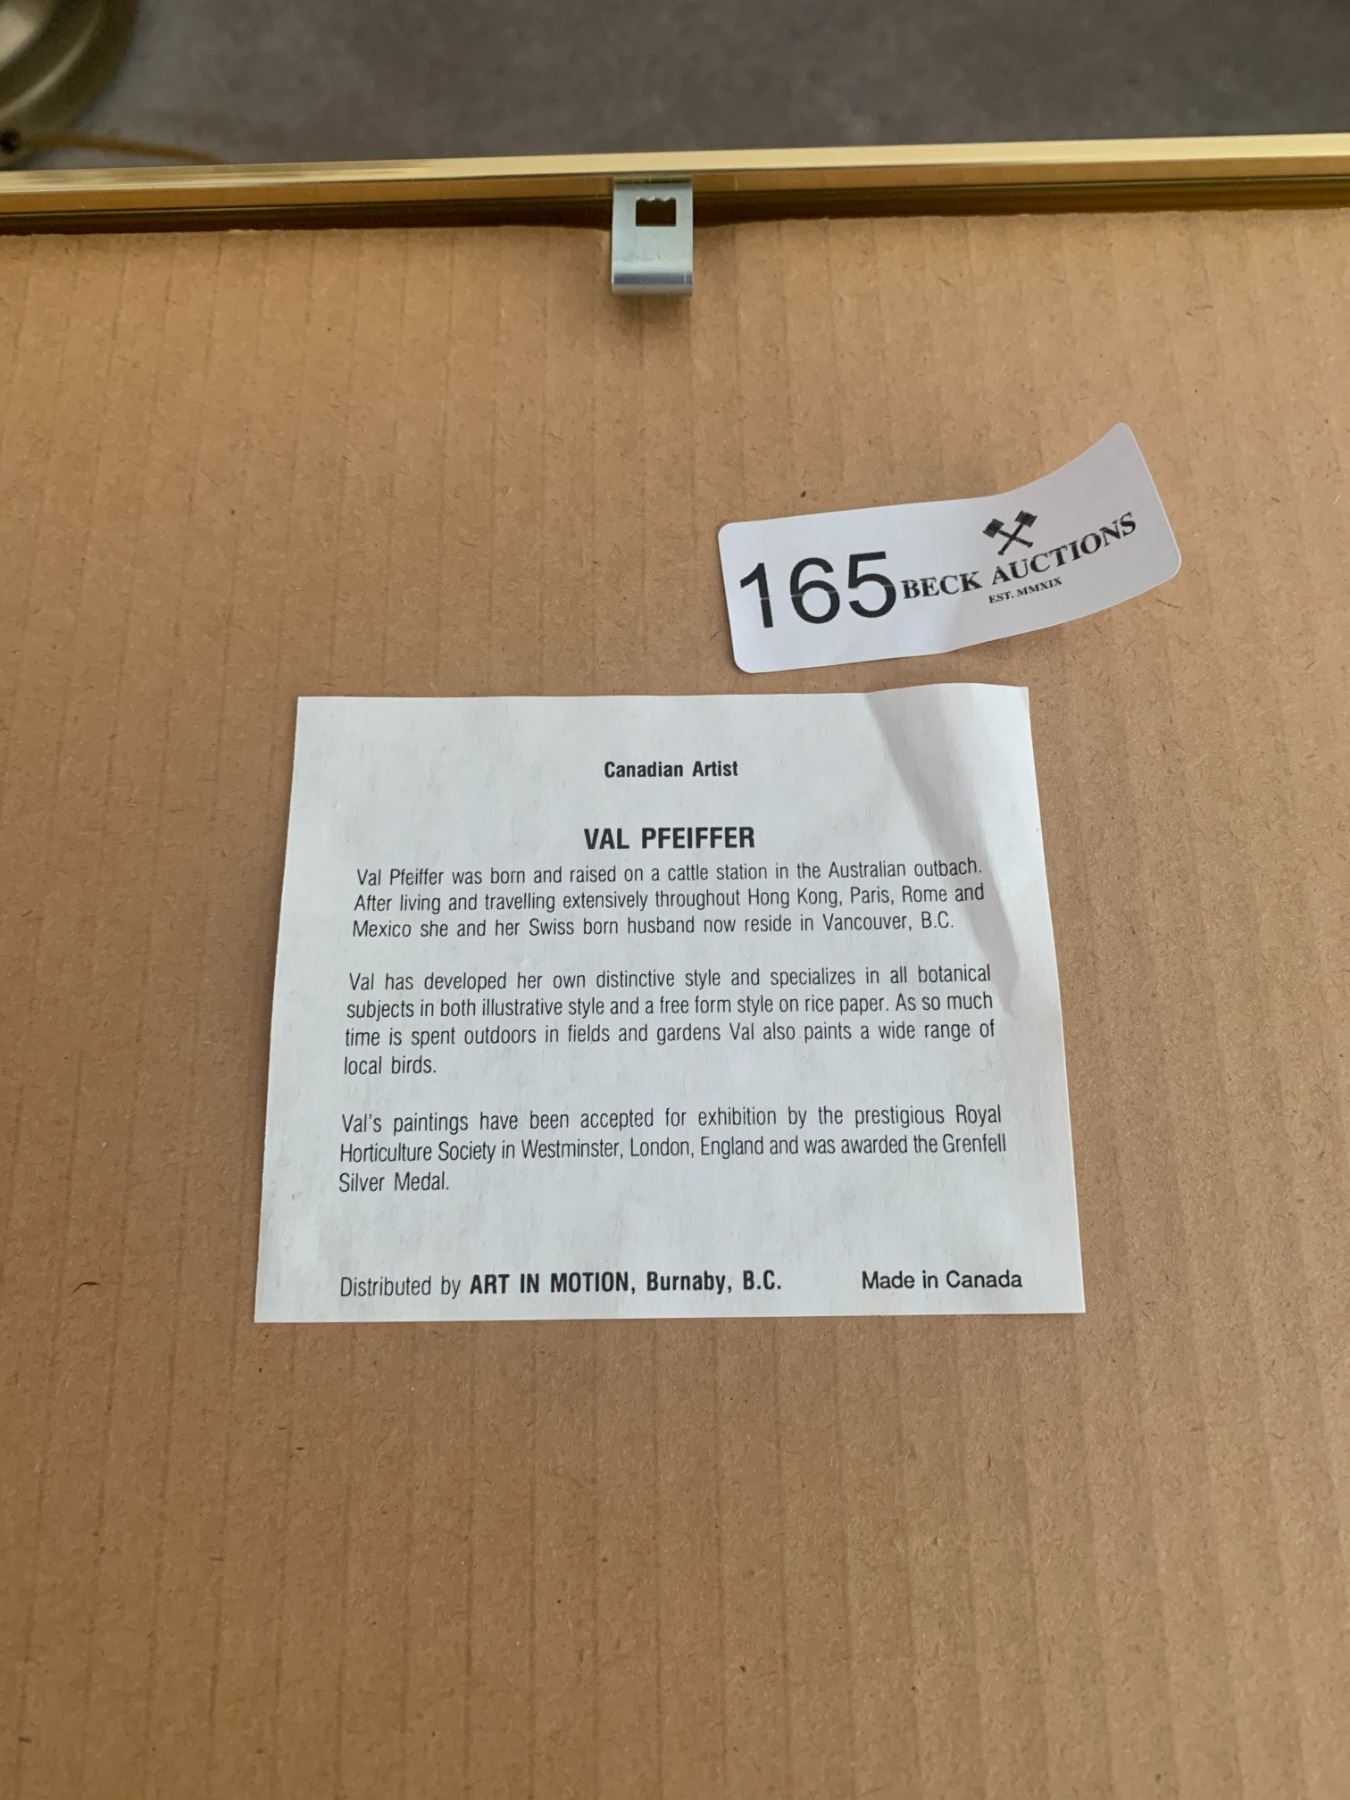 165 BECK AUCTIONS
EST. MMXIX
Canadian Artist
VAL PFEIFFER
Val Pfeiffer was born and raised on a cattle station in the Australian outbach.
After living and travelling extensively throughout Hong Kong, Paris, Rome and
Mexico she and her Swiss born husband now reside in Vancouver, B.C.
Val has developed her own distinctive style and specializes in all botanical
subjects in both illustrative style and a free form style on rice paper. As so much
time is spent outdoors in fields and gardens Val also paints a wide range of
local birds.
Val's paintings have been accepted for exhibition by the prestigious Royal
Horticulture Society in Westminster, London, England and was awarded the Grenfell
Silver Medal.
Distributed by ART IN MOTION, Burnaby, B.C. Made in Canada